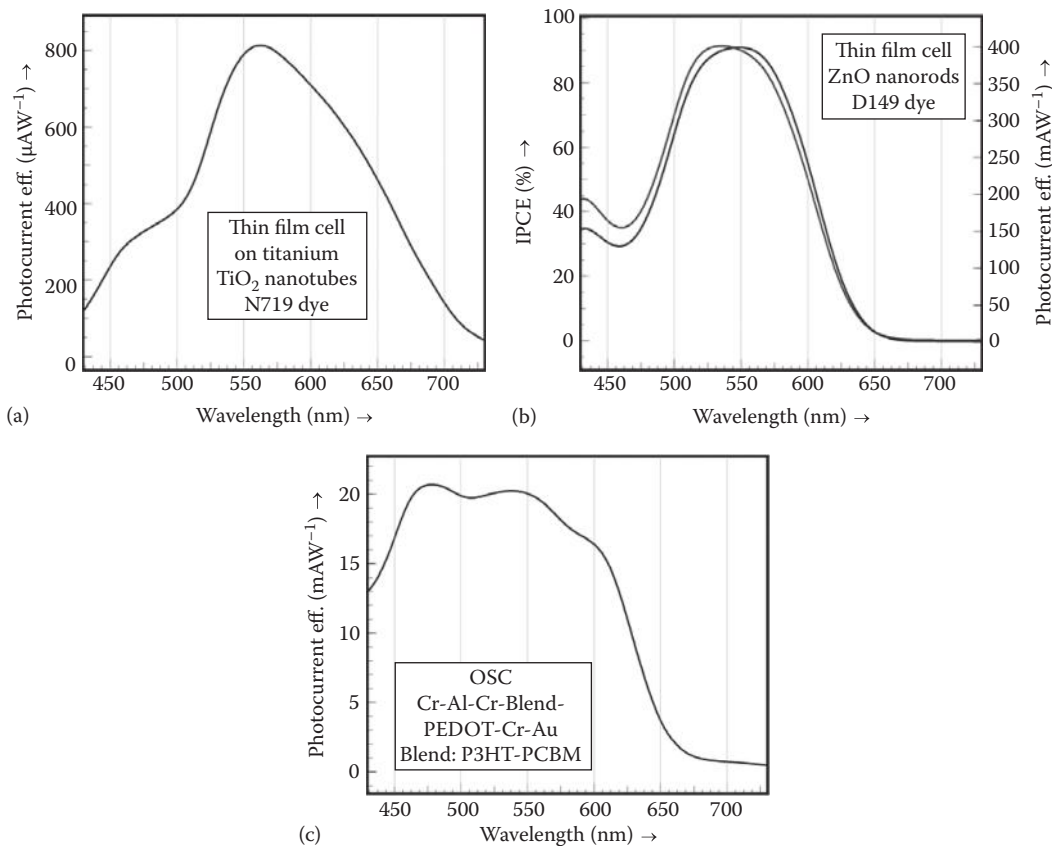 Photocurrent eff. (µAW⁻¹) →
800
600
400
200
0
Thin film cell
on titanium
TiO₂ nanotubes
N719 dye
450 500 550 600 650 700
(a)
Wavelength (nm) →
IPCE (%) →
100
80
60
40
20
0
Thin film cell
ZnO nanorods
D149 dye
400
350
300
250
200
150
100
50
0
Photocurrent eff. (mAW⁻¹) →
450 500 550 600 650 700
(b)
Wavelength (nm) →
Photocurrent eff. (mAW⁻¹) →
20
15
10
5
0
OSC
Cr-Al-Cr-Blend-
PEDOT-Cr-Au
Blend: P3HT-PCBM
450 500 550 600 650 700
(c)
Wavelength (nm) →